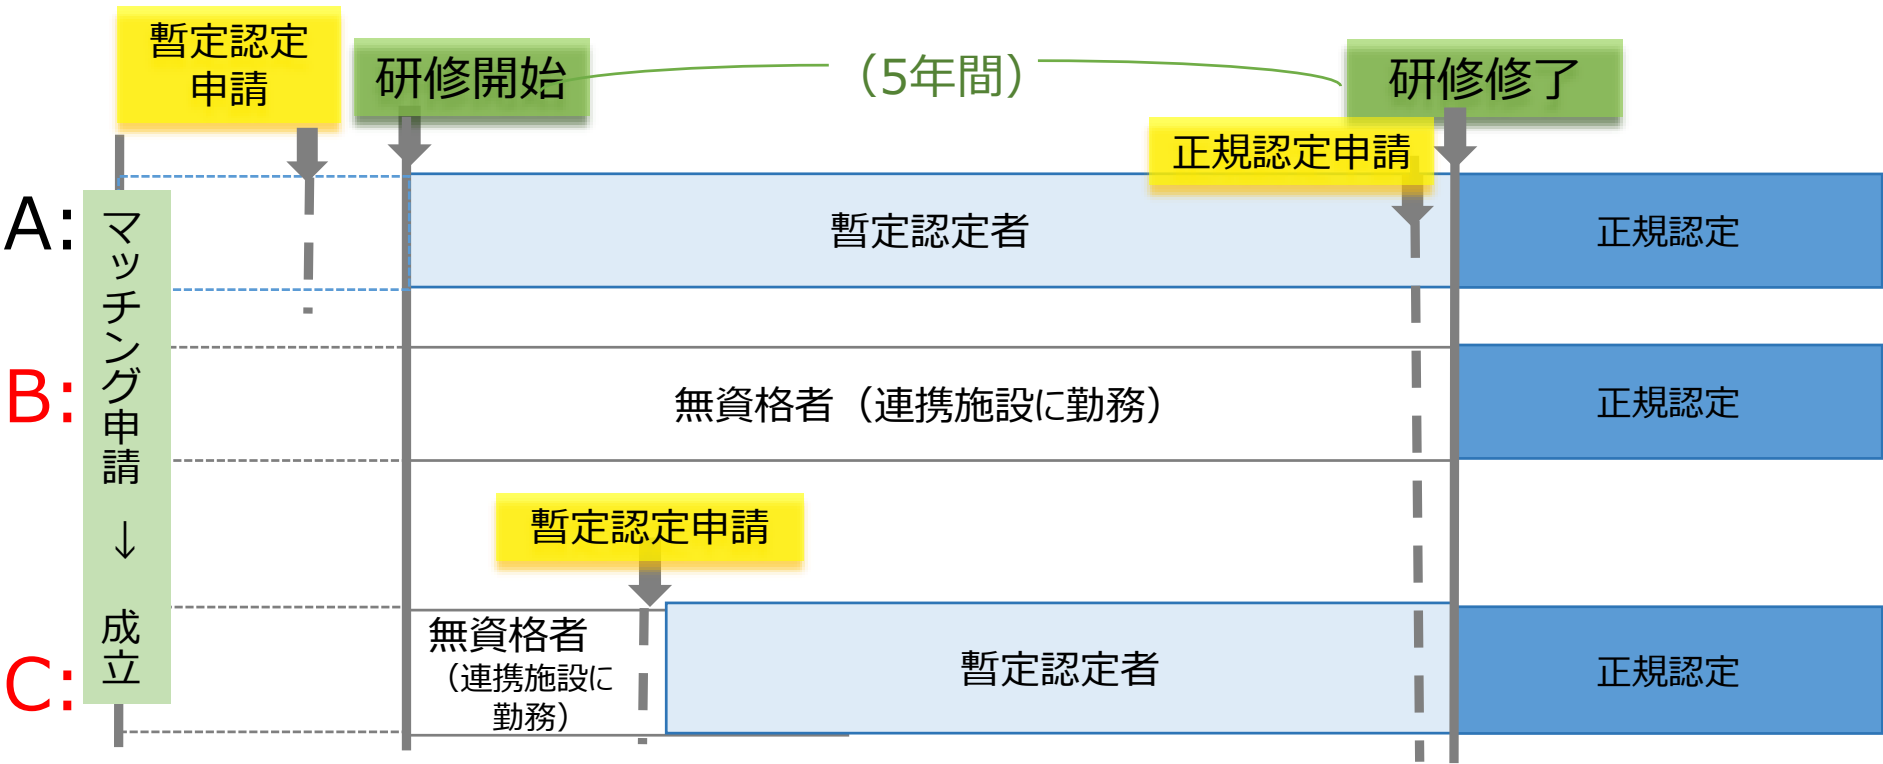 暫定認定
申請
研修開始
（5年間）
研修修了
正規認定申請
A:
マッチング申請 → 成立
暫定認定者
正規認定
B:
無資格者（連携施設に勤務）
正規認定
暫定認定申請
C:
無資格者
（連携施設に
勤務）
暫定認定者
正規認定